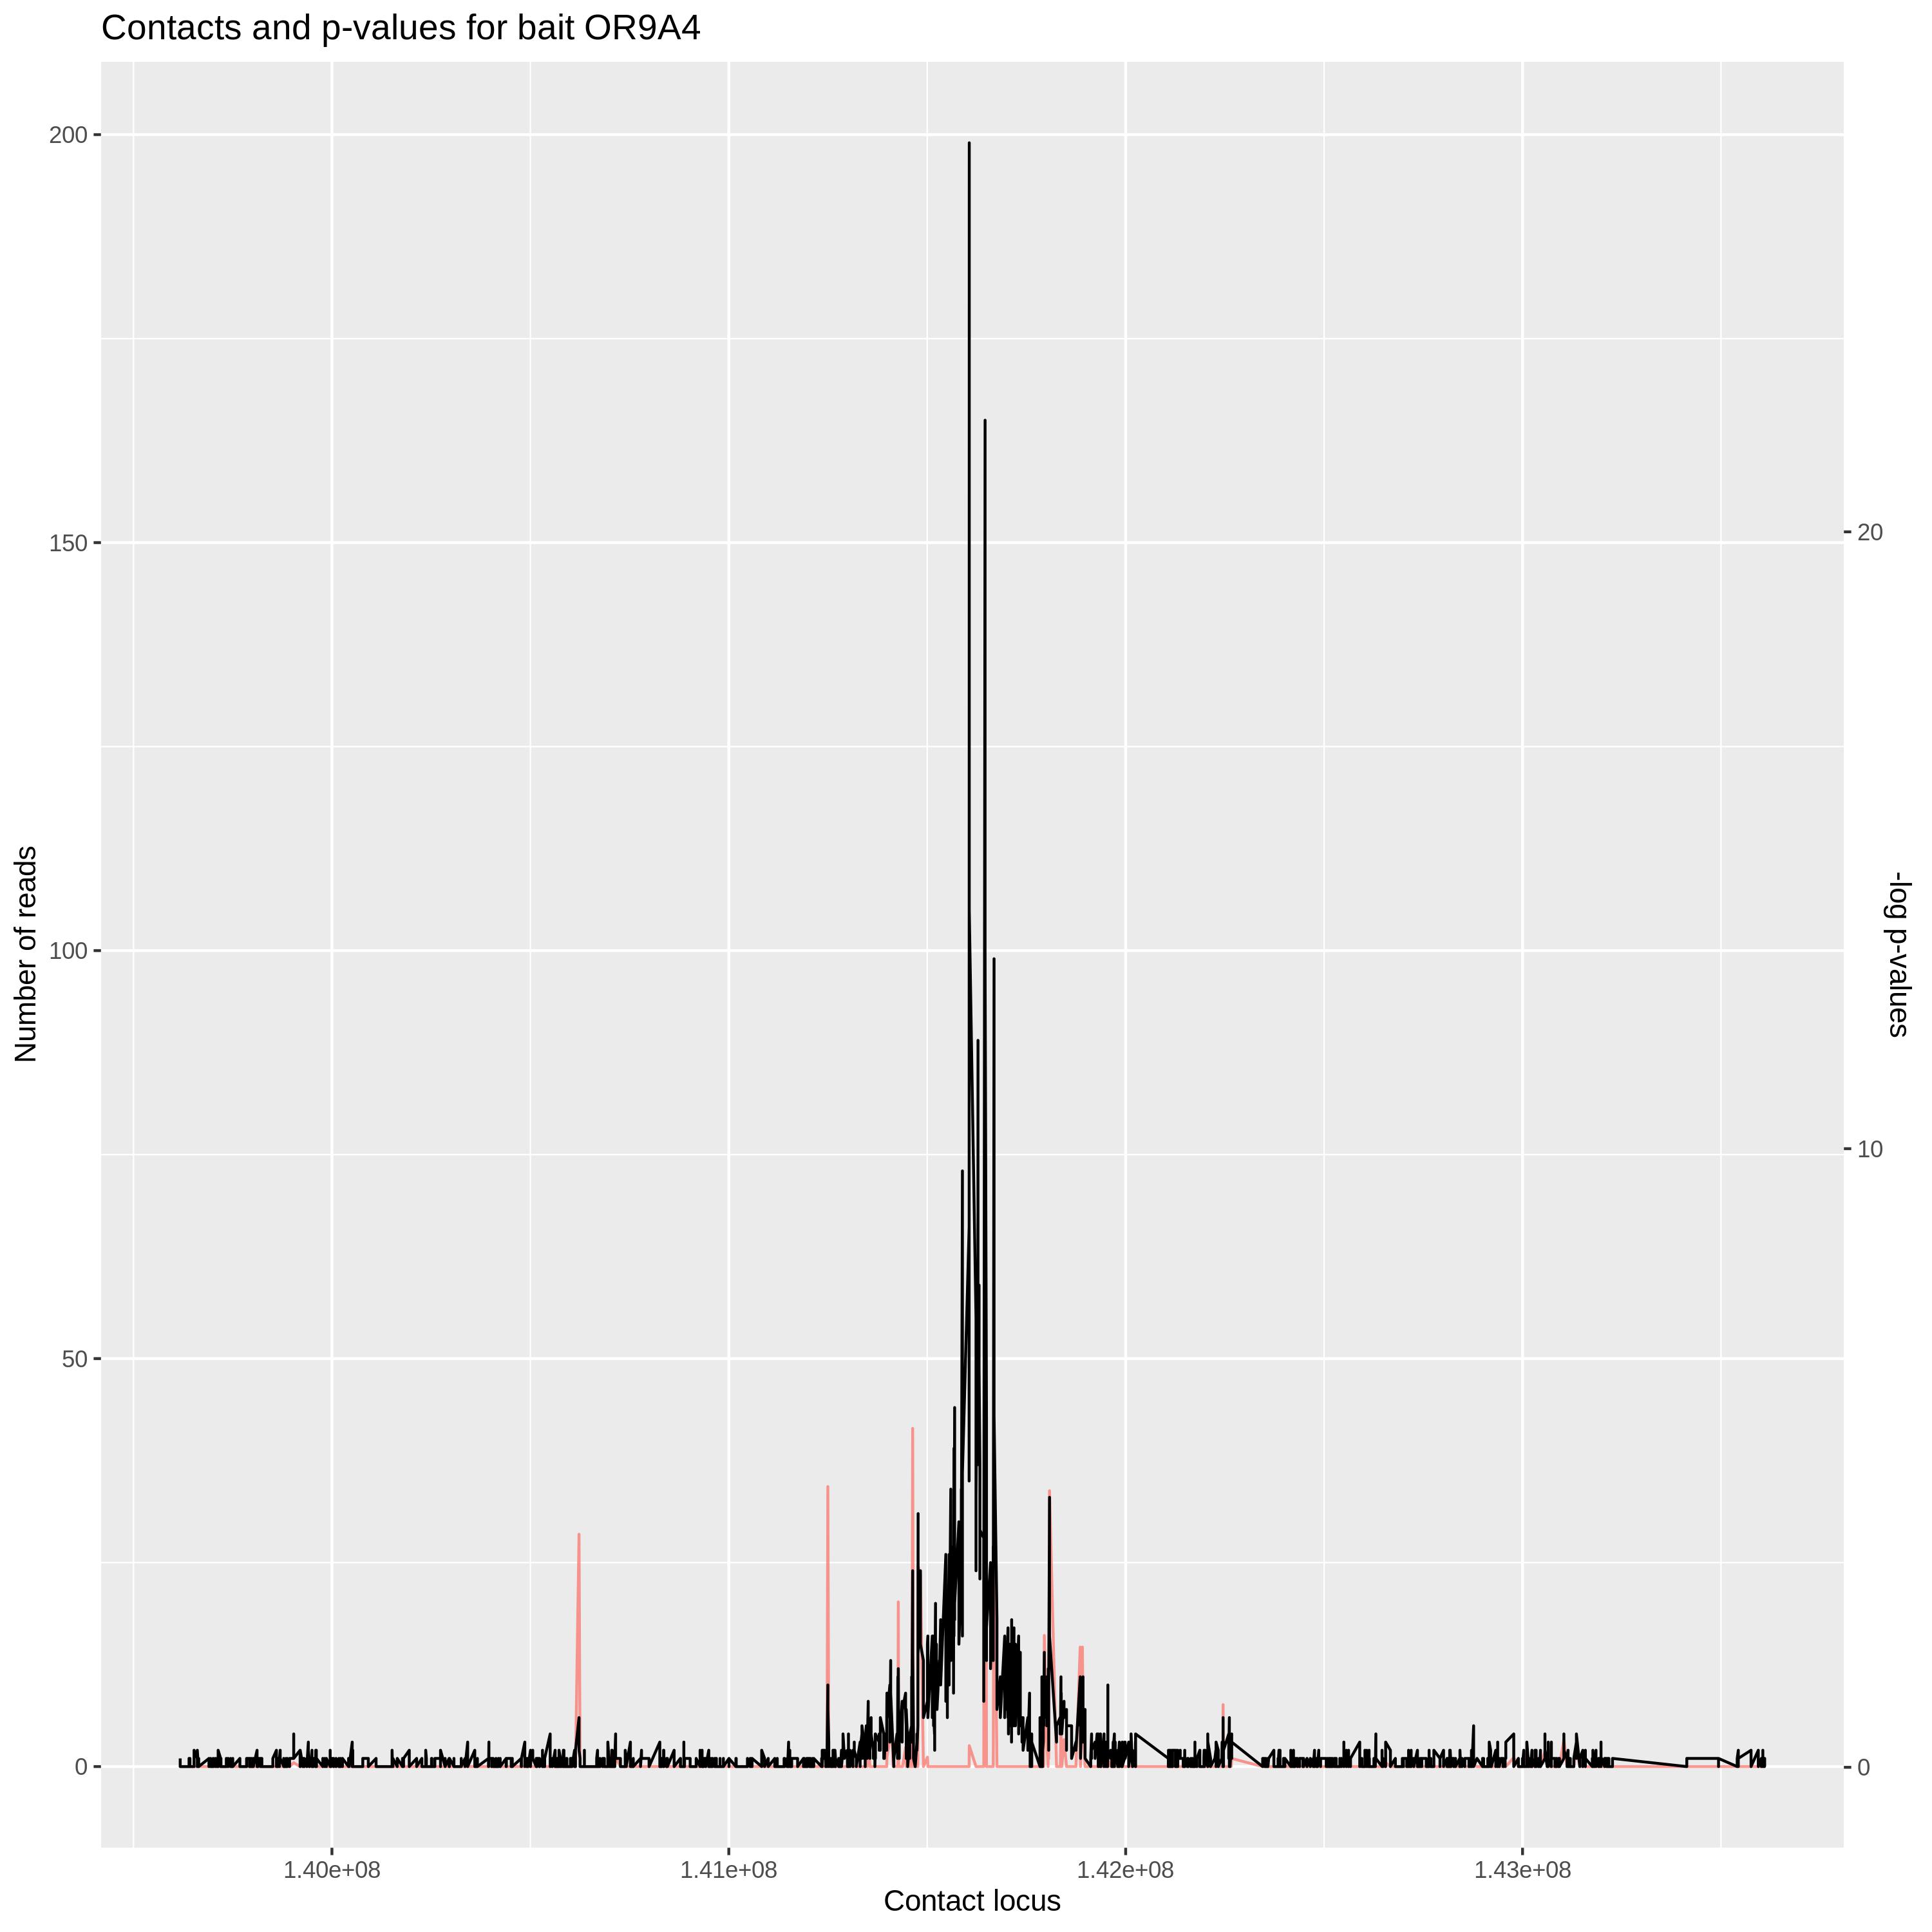 Contacts and p-values for bait OR9A4
200
150
100
50
0
Number of reads
20
10
0
-log p-values
1.40e+08
1.41e+08
1.42e+08
1.43e+08
Contact locus